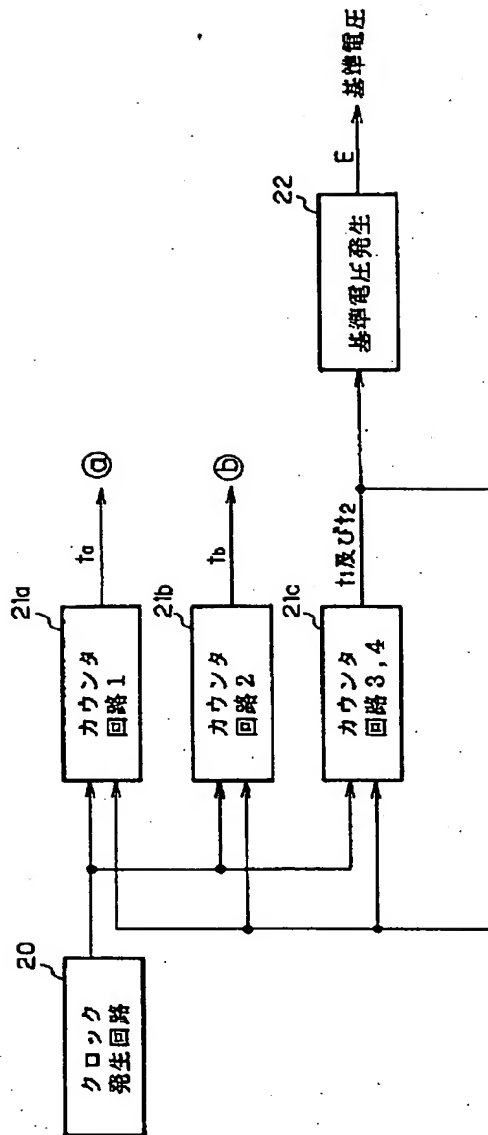 20
クロック
発生回路
21a
カウンタ
回路1
ta
ⓐ
21b
カウンタ
回路2
tb
ⓑ
21c
カウンタ
回路3,4
t1及びt2
22
基準電圧発生
E
基準電圧